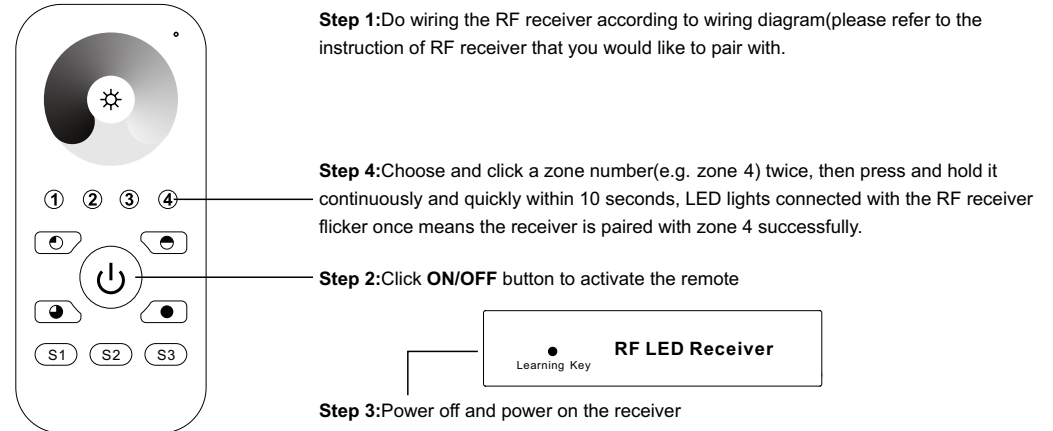 Step 1:Do wiring the RF receiver according to wiring diagram(please refer to the
instruction of RF receiver that you would like to pair with.
Step 4:Choose and click a zone number(e.g. zone 4) twice, then press and hold it
continuously and quickly within 10 seconds, LED lights connected with the RF receiver
flicker once means the receiver is paired with zone 4 successfully.
1 2 3 4
Step 2:Click ON/OFF button to activate the remote
S1 S2 S3
RF LED Receiver
Learning Key
Step 3:Power off and power on the receiver